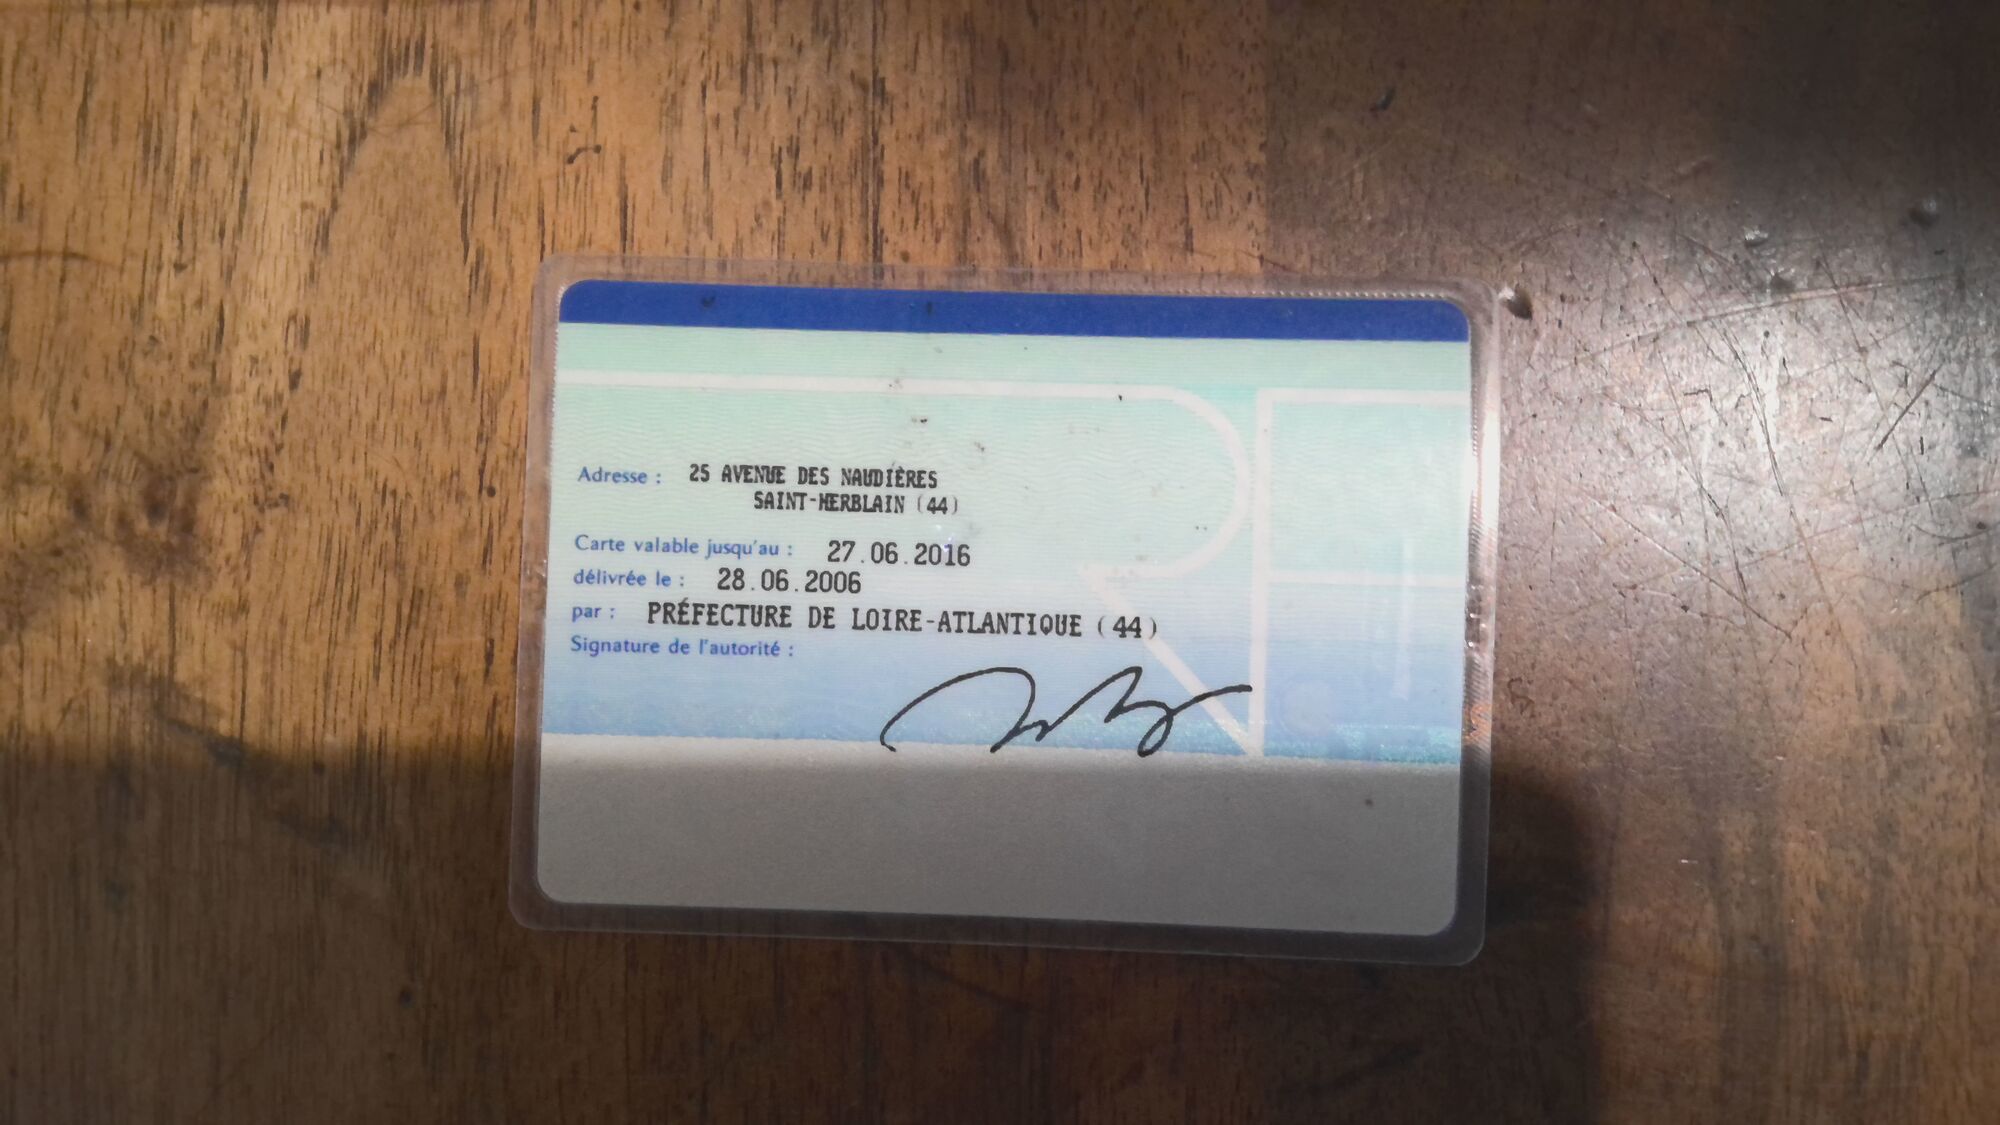 Adresse : 25 AVENUE DES NAUDIÈRES
SAINT-HERBLAIN (44)
Carte valable jusqu'au : 27.06.2016
délivrée le : 28.06.2006
par : PRÉFECTURE DE LOIRE-ATLANTIQUE (44)
Signature de l'autorité :